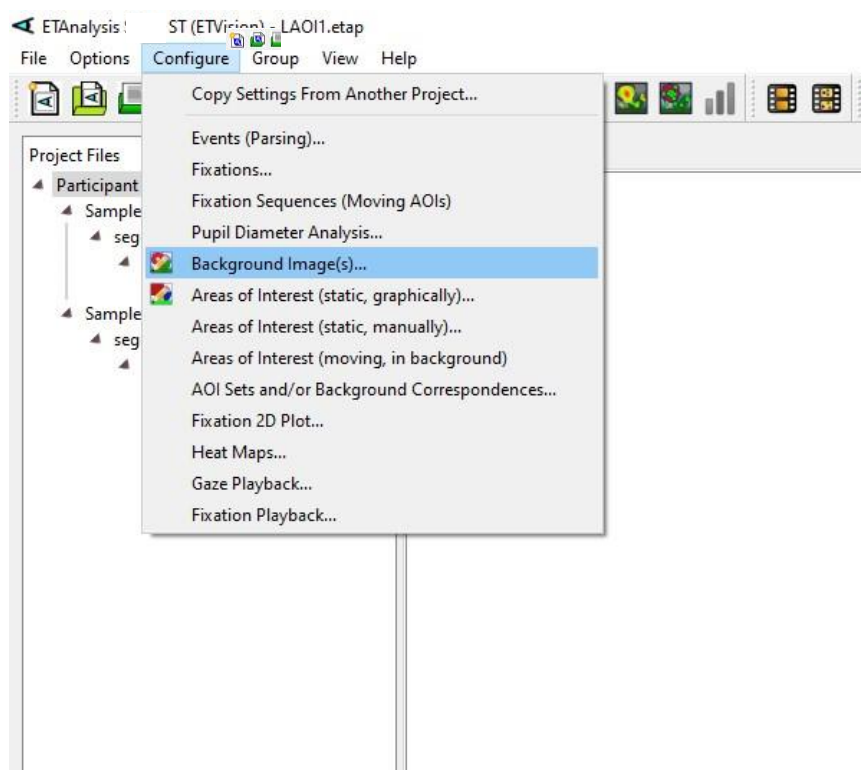 ETAnalysis ST (ETVision) - LAOI1.etap
File Options Configure Group View Help
Copy Settings From Another Project...
Events (Parsing)...
Fixations...
Fixation Sequences (Moving AOIs)
Pupil Diameter Analysis...
Background Image(s)...
Areas of Interest (static, graphically)...
Areas of Interest (static, manually)...
Areas of Interest (moving, in background)
AOI Sets and/or Background Correspondences...
Fixation 2D Plot...
Heat Maps...
Gaze Playback...
Fixation Playback...
Project Files
Participant
Sample
seg
Sample
seg